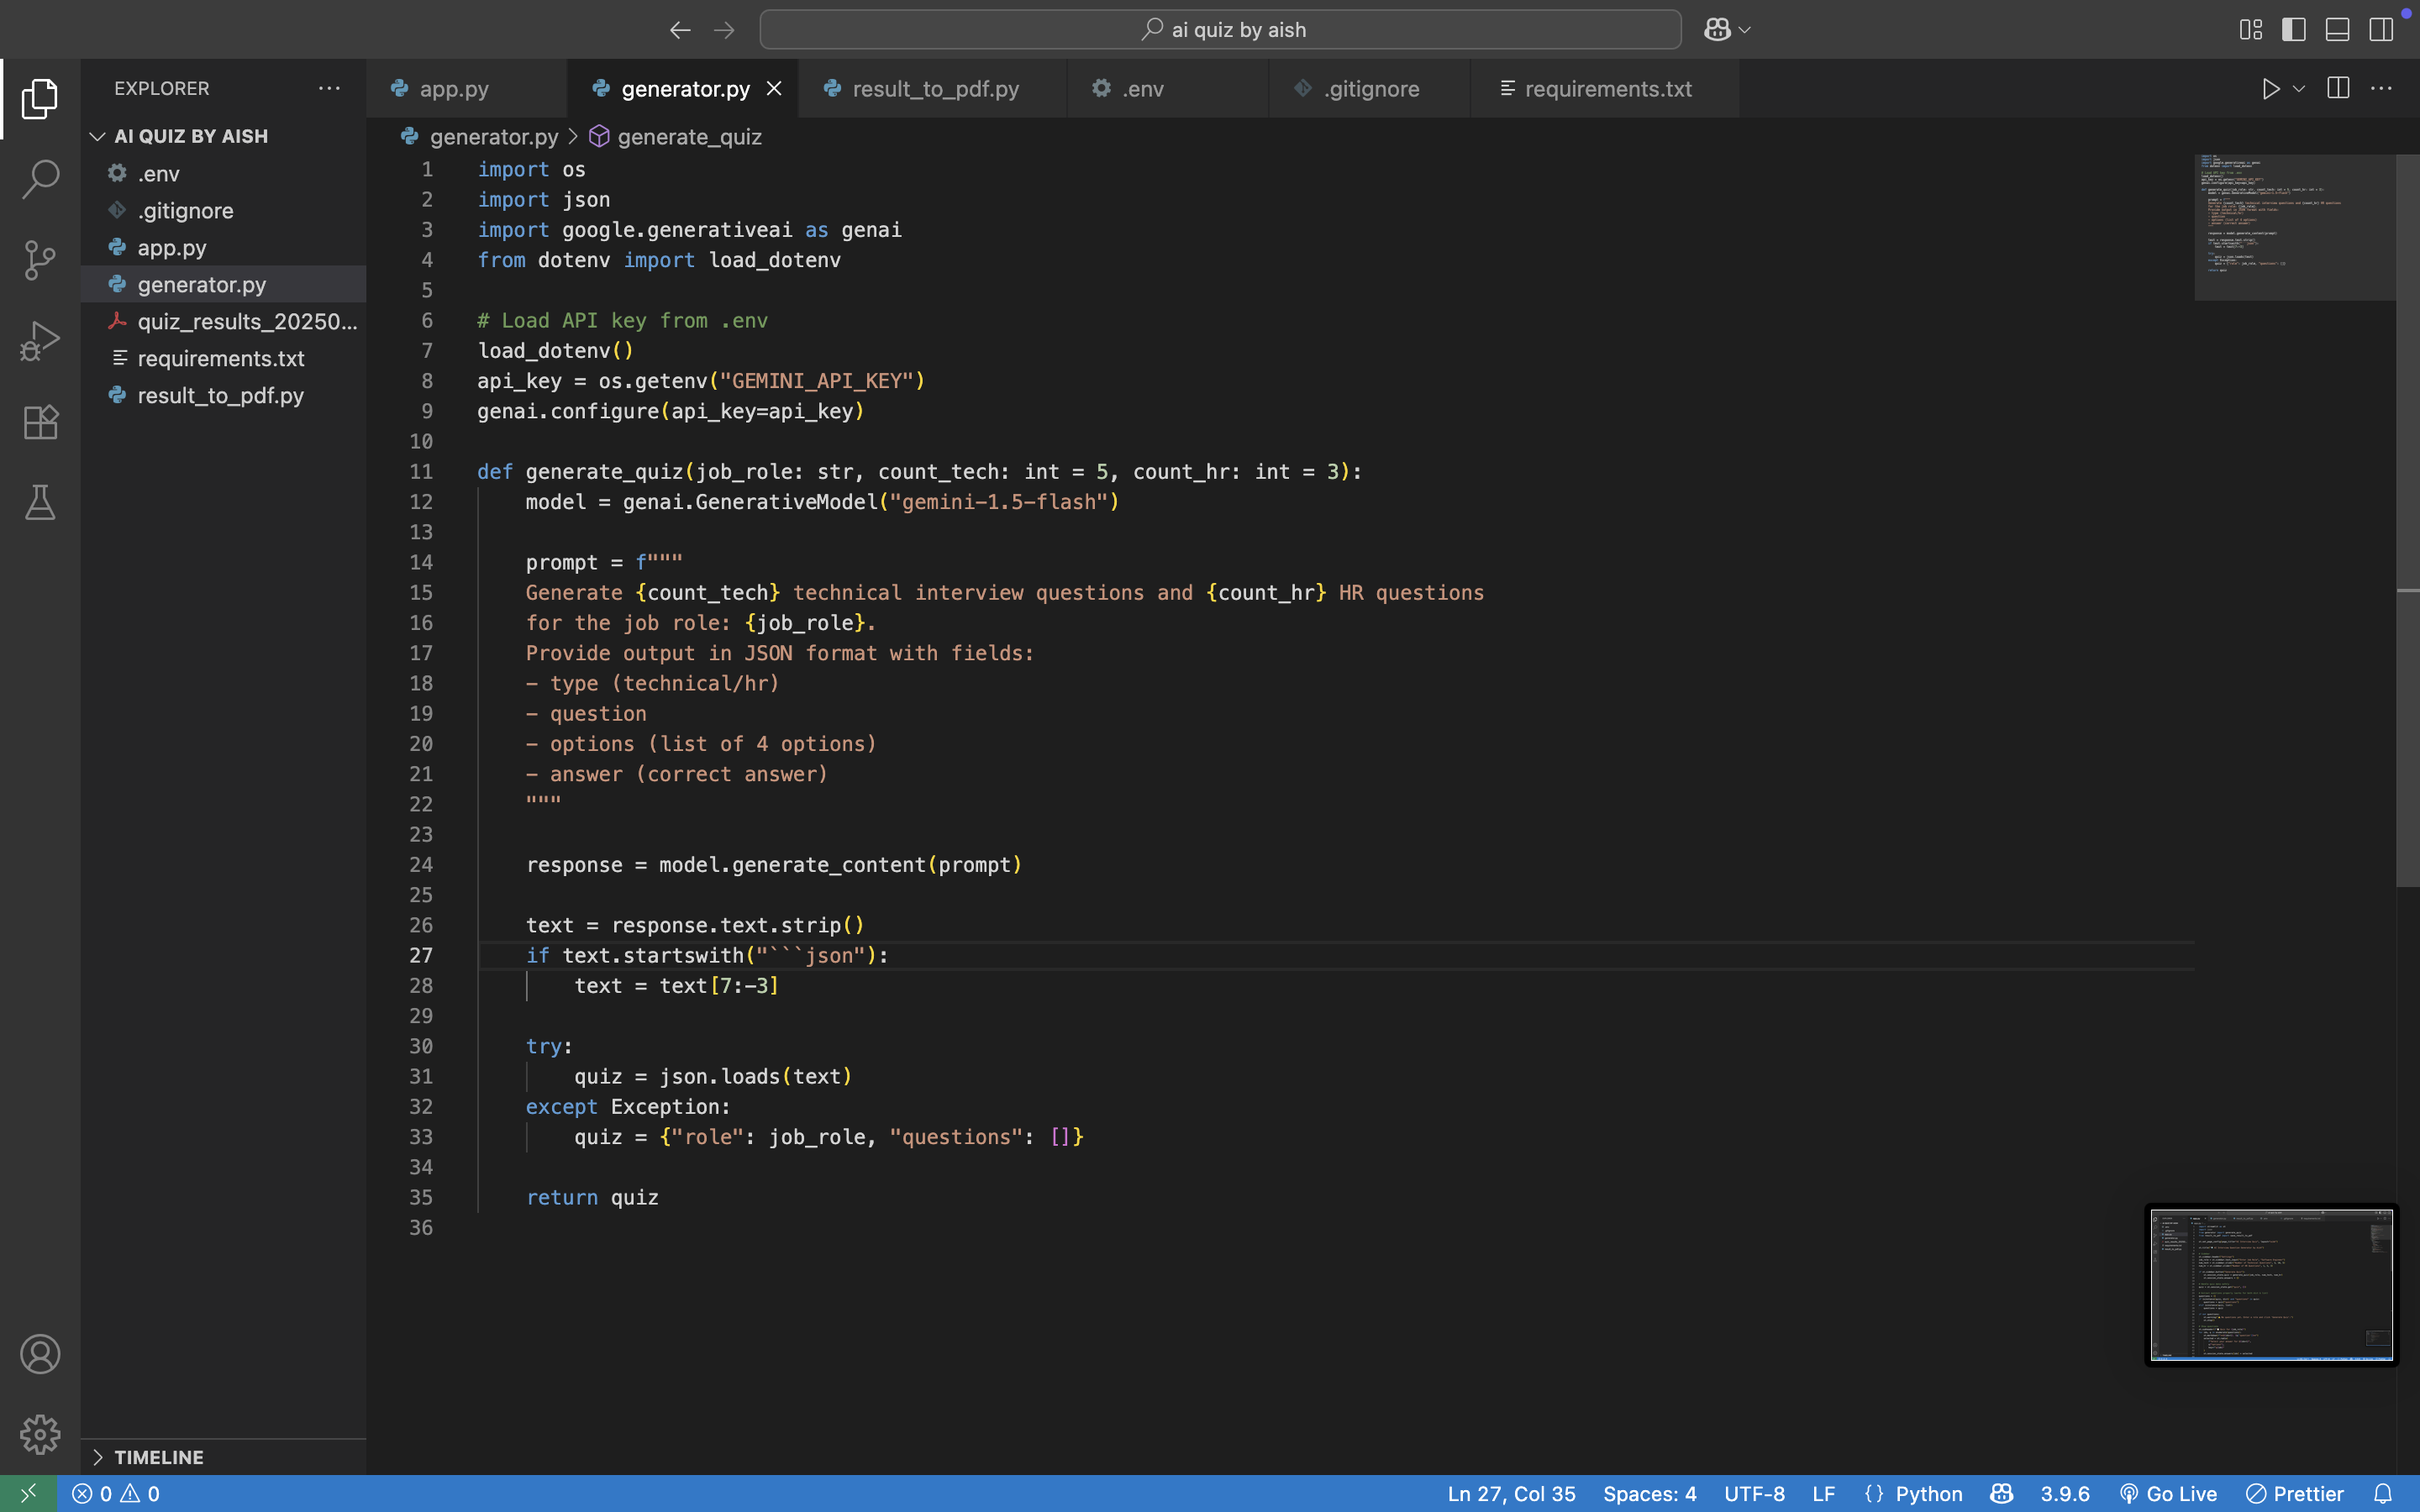 ai quiz by aish
EXPLORER
AI QUIZ BY AISH
.env
.gitignore
app.py
generator.py
quiz_results_20250...
requirements.txt
result_to_pdf.py
TIMELINE
app.py
generator.py
result_to_pdf.py
.env
.gitignore
requirements.txt
generator.py > generate_quiz
1 import os
2 import json
3 import google.generativeai as genai
4 from dotenv import load_dotenv
5
6 # Load API key from .env
7 load_dotenv()
8 api_key = os.getenv("GEMINI_API_KEY")
9 genai.configure(api_key=api_key)
10
11 def generate_quiz(job_role: str, count_tech: int = 5, count_hr: int = 3):
12     model = genai.GenerativeModel("gemini-1.5-flash")
13
14     prompt = f"""
15     Generate {count_tech} technical interview questions and {count_hr} HR questions
16     for the job role: {job_role}.
17     Provide output in JSON format with fields:
18     - type (technical/hr)
19     - question
20     - options (list of 4 options)
21     - answer (correct answer)
22     """
23
24     response = model.generate_content(prompt)
25
26     text = response.text.strip()
27     if text.startswith("```json"):
28         text = text[7:-3]
29
30     try:
31         quiz = json.loads(text)
32     except Exception:
33         quiz = {"role": job_role, "questions": []}
34
35     return quiz
36
0 0
Ln 27, Col 35
Spaces: 4
UTF-8
LF
{} Python
3.9.6
Go Live
Prettier